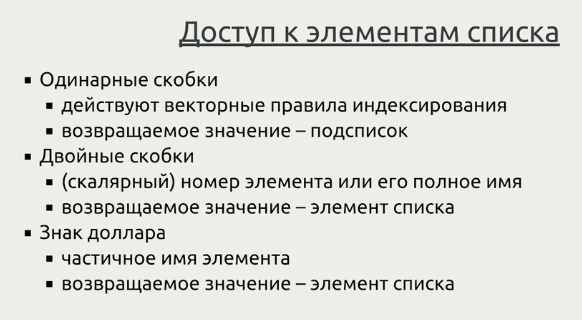 Доступ к элементам списка
▪ Одинарные скобки
▪ действуют векторные правила индексирования
▪ возвращаемое значение – подсписок
▪ Двойные скобки
▪ (скалярный) номер элемента или его полное имя
▪ возвращаемое значение – элемент списка
▪ Знак доллара
▪ частичное имя элемента
▪ возвращаемое значение – элемент списка